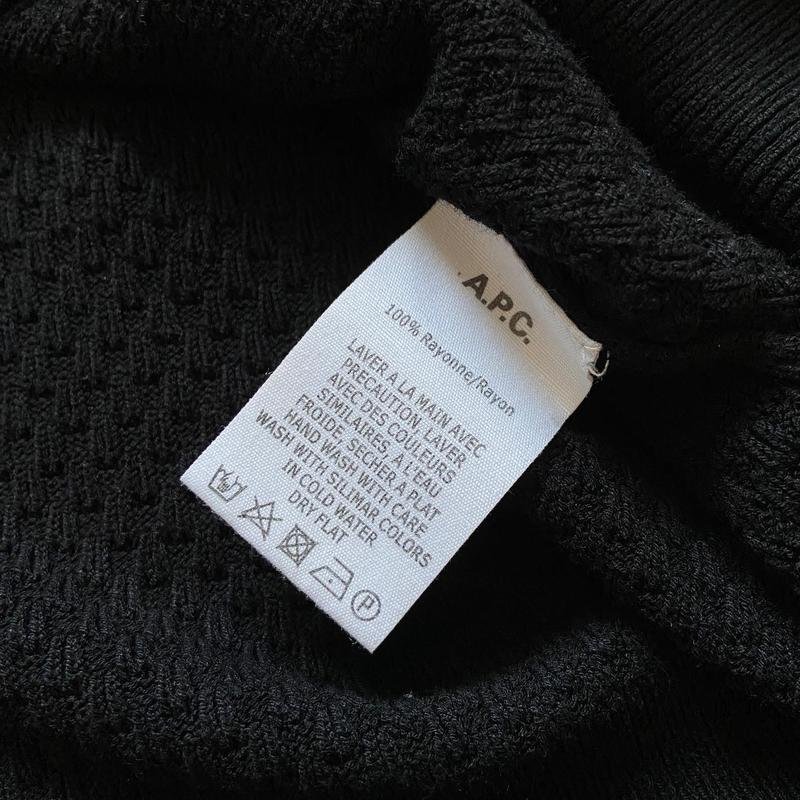 .A.P.C.
100% Rayonne/Rayon
LAVER A LA MAIN AVEC
PRECAUTION, LAVER
AVEC DES COULEURS
SIMILAIRES, À L'EAU
FROIDE, SECHER A PLAT
HAND WASH WITH CARE
WASH WITH SILIMAR COLORS
IN COLD WATER
DRY FLAT
P